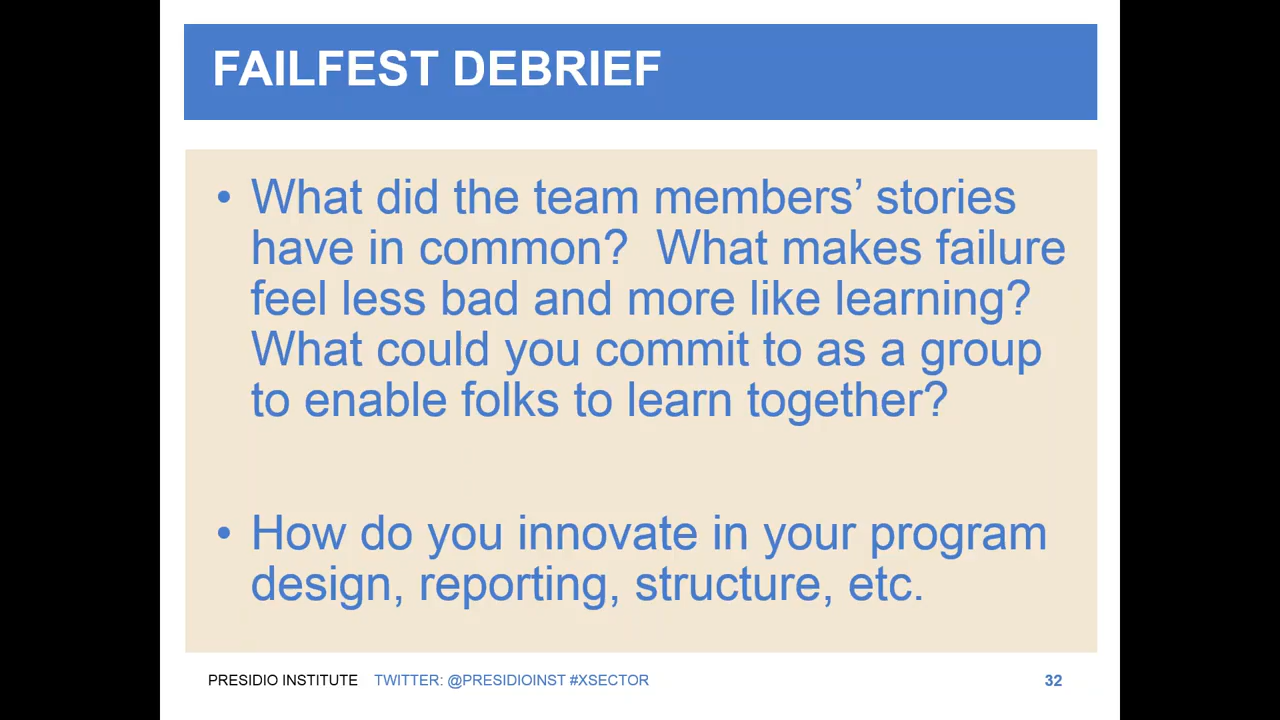 FAILFEST DEBRIEF
• What did the team members’ stories
have in common?  What makes failure
feel less bad and more like learning?
What could you commit to as a group
to enable folks to learn together?
• How do you innovate in your program
design, reporting, structure, etc.
PRESIDIO INSTITUTE TWITTER: @PRESIDIOINST #XSECTOR 32